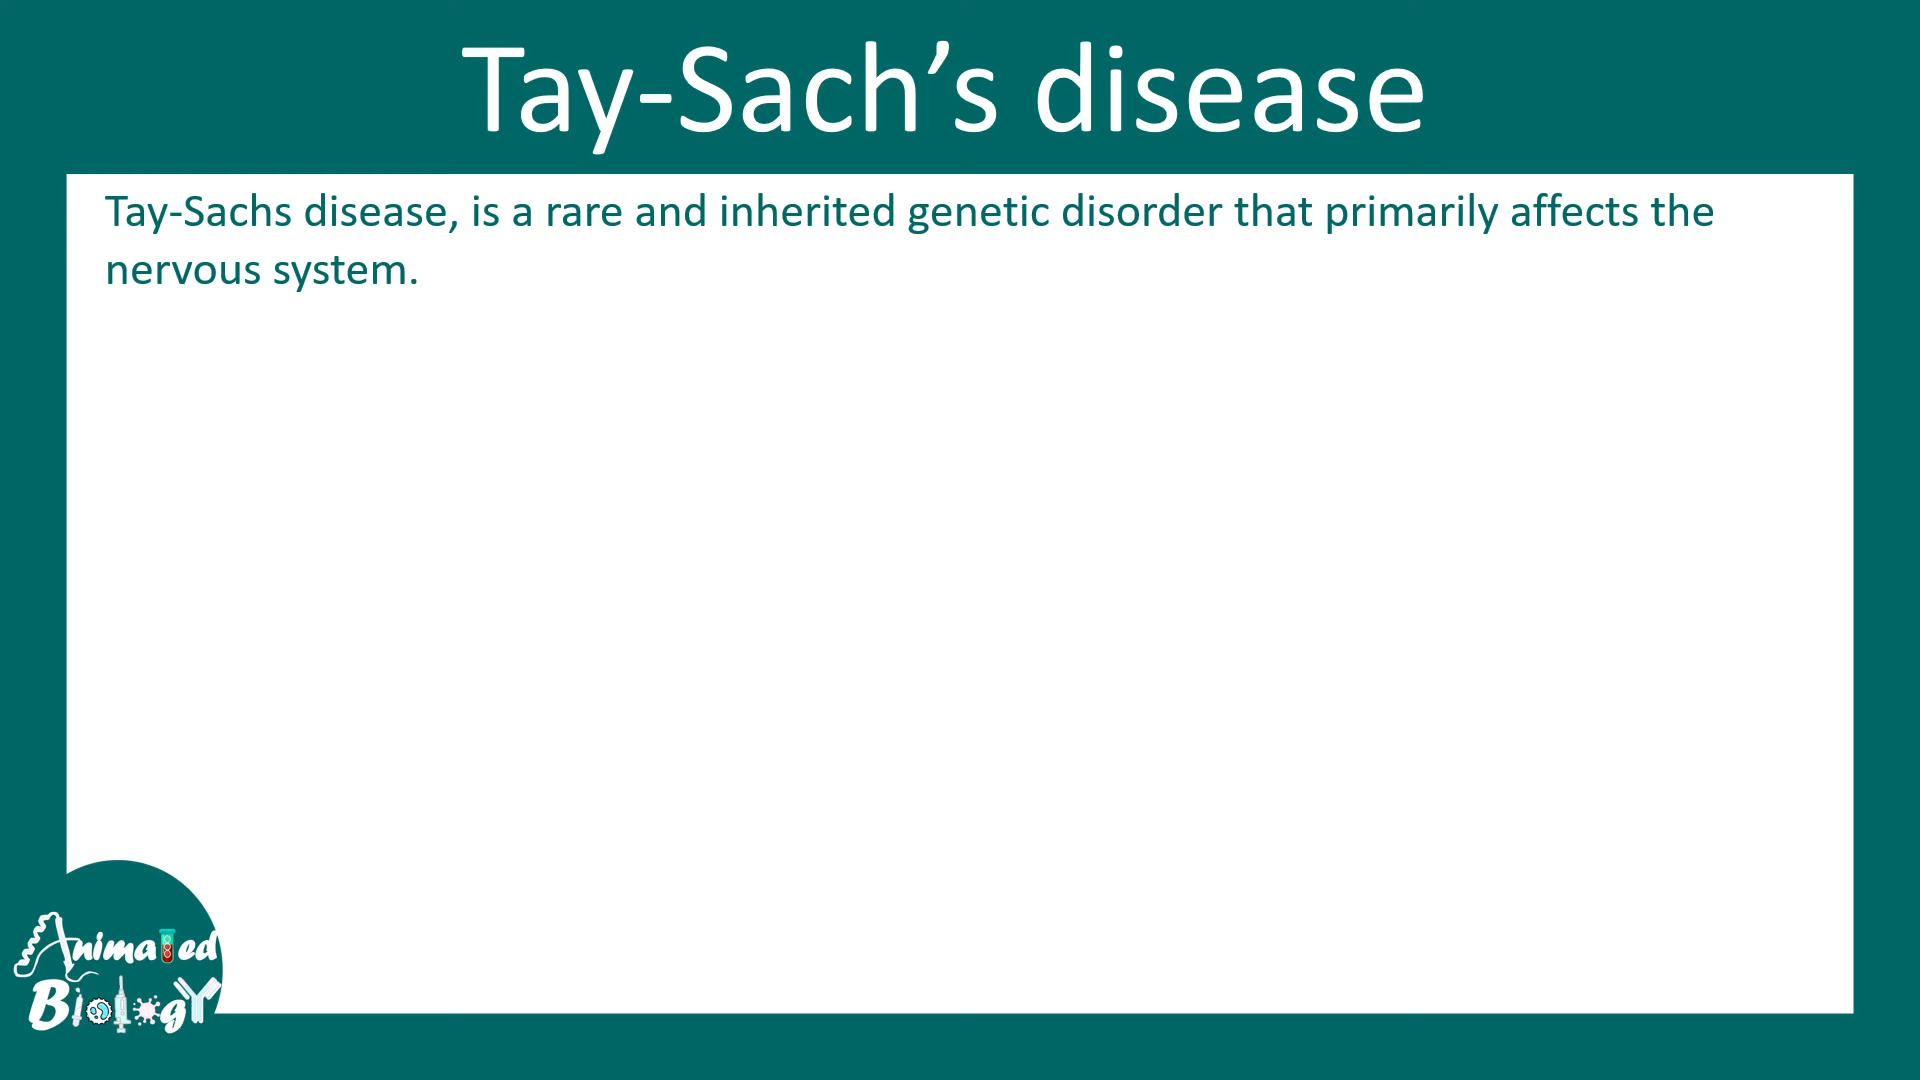 Tay-Sach’s disease
Tay-Sachs disease, is a rare and inherited genetic disorder that primarily affects the
nervous system.
Animated
Biology